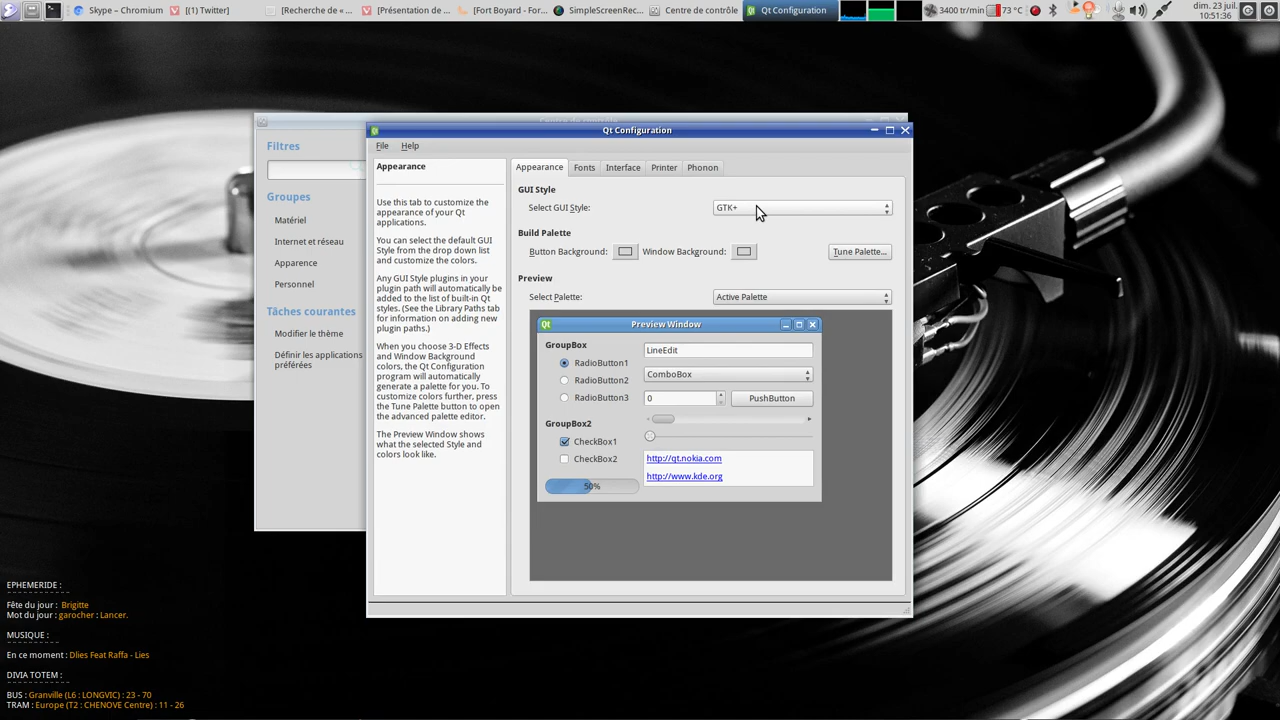 Skype – Chromium
[(1) Twitter]
[Recherche de «...
[Présentation de ...
[Fort Boyard - For...
SimpleScreenRec...
Centre de contrôle
Qt Configuration
3400 tr/min
73 °C
dim. 23 juil.
10:51:36
Filtres
Groupes
Matériel
Internet et réseau
Apparence
Personnel
Tâches courantes
Modifier le thème
Définir les applications
préférées
Qt Configuration
File
Help
Appearance
Use this tab to customize the
appearance of your Qt
applications.
You can select the default GUI
Style from the drop down list
and customize the colors.
Any GUI Style plugins in your
plugin path will automatically be
added to the list of built-in Qt
styles. (See the Library Paths tab
for information on adding new
plugin paths.)
When you choose 3-D Effects
and Window Background
colors, the Qt Configuration
program will automatically
generate a palette for you. To
customize colors further, press
the Tune Palette button to open
the advanced palette editor.
The Preview Window shows
what the selected Style and
colors look like.
Appearance
Fonts
Interface
Printer
Phonon
GUI Style
Select GUI Style:
GTK+
Build Palette
Button Background:
Window Background:
Tune Palette...
Preview
Select Palette:
Active Palette
Qt
Preview Window
GroupBox
RadioButton1
RadioButton2
RadioButton3
GroupBox2
CheckBox1
CheckBox2
50%
LineEdit
ComboBox
0
PushButton
http://qt.nokia.com
http://www.kde.org
EPHEMERIDE :
Fête du jour : Brigitte
Mot du jour : garocher : Lancer.
MUSIQUE :
En ce moment : Dlies Feat Raffa - Lies
DIVIA TOTEM :
BUS : Granville (L6 : LONGVIC) : 23 - 70
TRAM : Europe (T2 : CHENOVE Centre) : 11 - 26